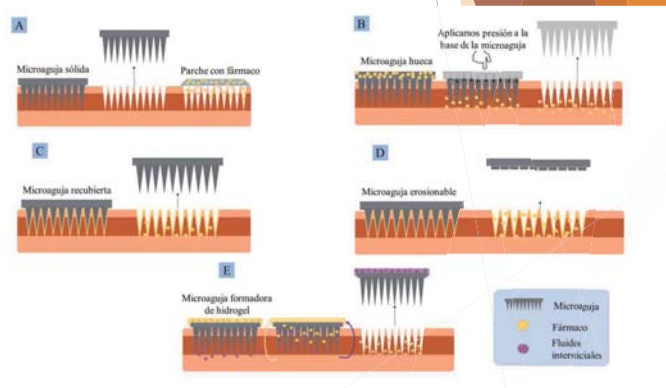 A
Microaguja sólida
Parche con fármaco
B
Aplicamos presión a la
base de la microaguja
Microaguja hueca
C
Microaguja recubierta
D
Microaguja erosionable
E
Microaguja formadora
de hidrogel
Microaguja
Fármaco
Fluidos
intersticiales